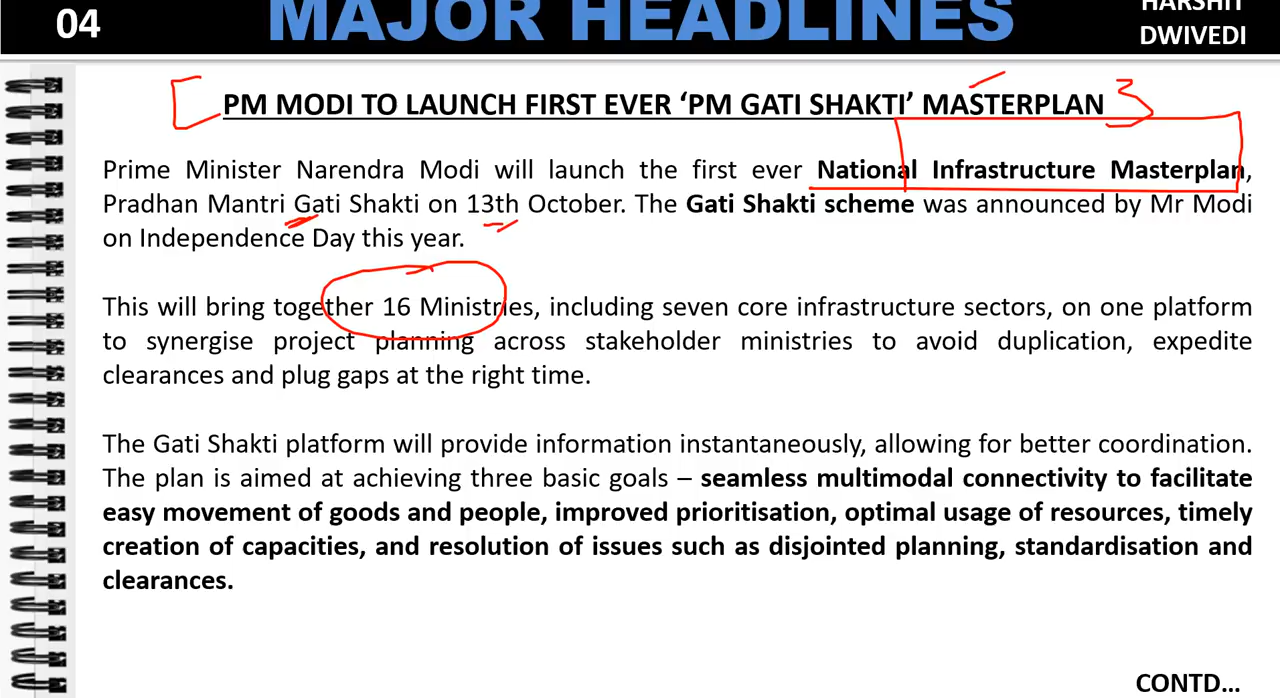 04
MAJOR HEADLINES
HARSHIT
DWIVEDI
PM MODI TO LAUNCH FIRST EVER ‘PM GATI SHAKTI’ MASTERPLAN
Prime Minister Narendra Modi will launch the first ever National Infrastructure Masterplan,
Pradhan Mantri Gati Shakti on 13th October. The Gati Shakti scheme was announced by Mr Modi
on Independence Day this year.
This will bring together 16 Ministries, including seven core infrastructure sectors, on one platform
to synergise project planning across stakeholder ministries to avoid duplication, expedite
clearances and plug gaps at the right time.
The Gati Shakti platform will provide information instantaneously, allowing for better coordination.
The plan is aimed at achieving three basic goals – seamless multimodal connectivity to facilitate
easy movement of goods and people, improved prioritisation, optimal usage of resources, timely
creation of capacities, and resolution of issues such as disjointed planning, standardisation and
clearances.
CONTD...